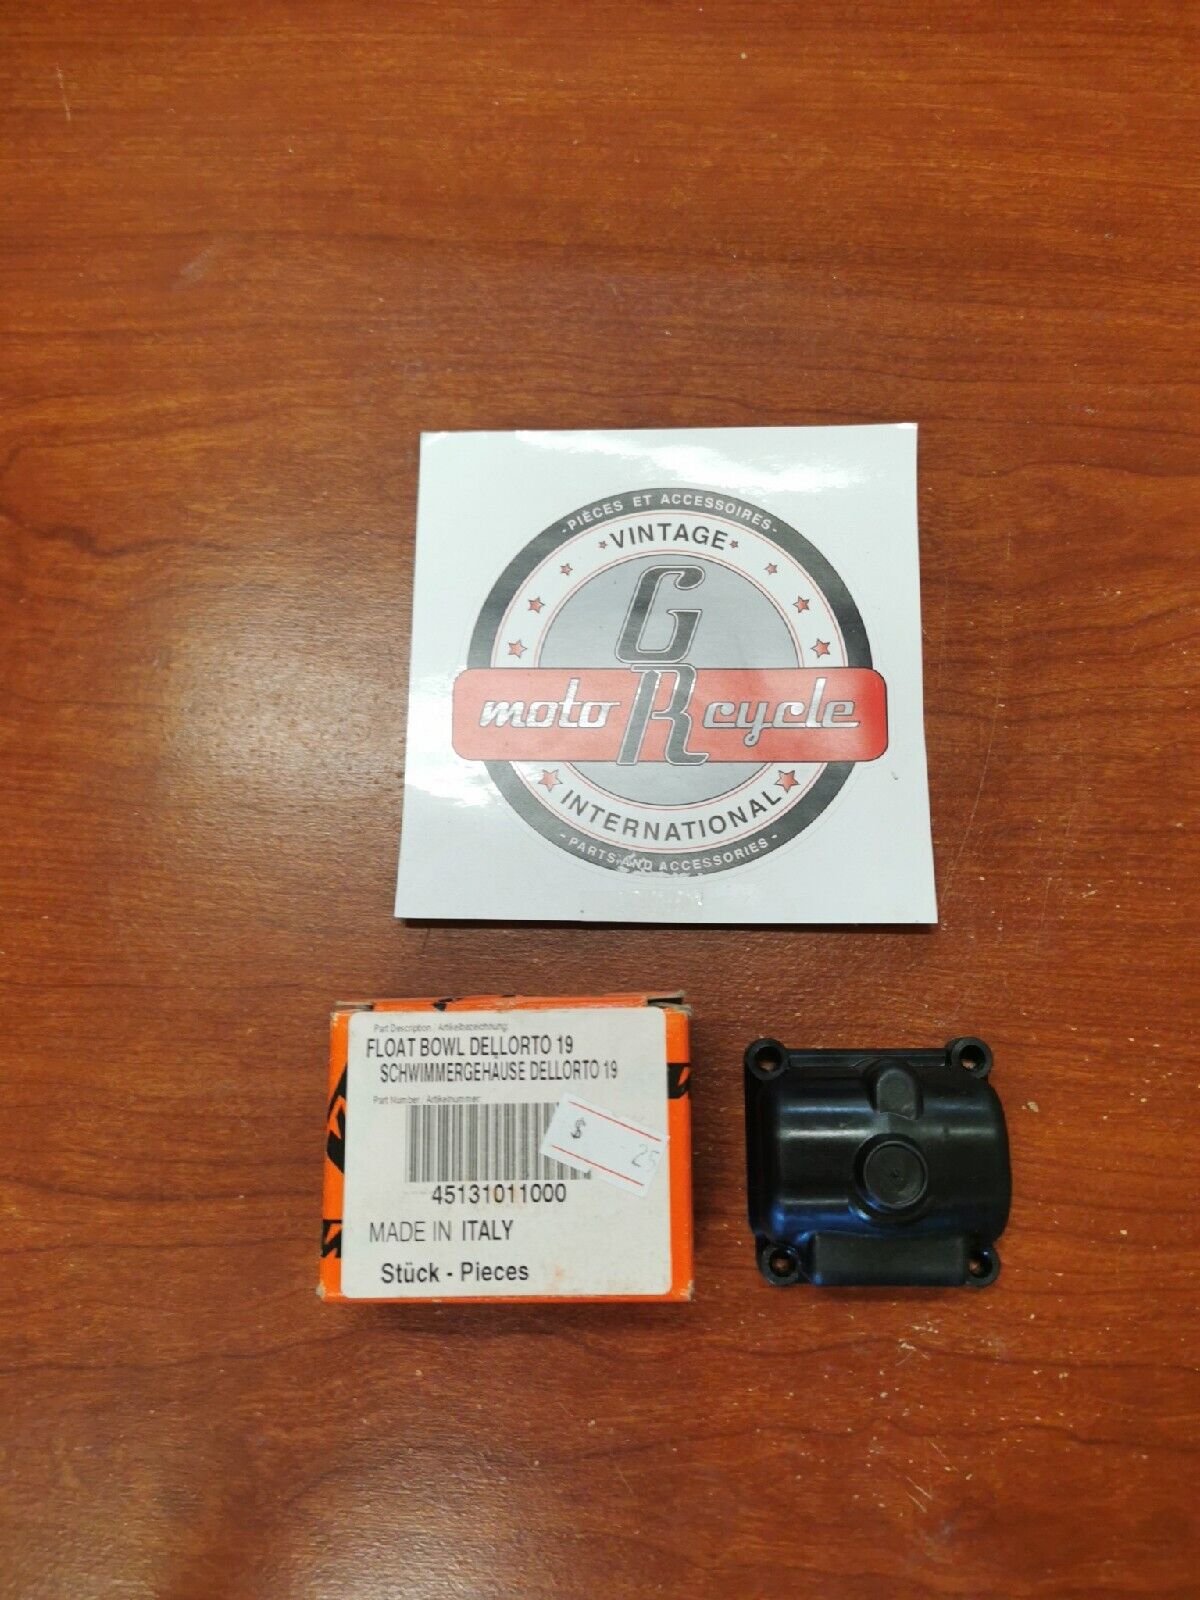 - PIÈCES ET ACCESSOIRES -
VINTAGE
G
moto R cycle
INTERNATIONAL
- PARTS AND ACCESSORIES -
Part Description / Artikelbezeichnung:
FLOAT BOWL DELLORTO 19
SCHWIMMERGEHÄUSE DELLORTO 19
Part Number / Artikelnummer:
$ 25
45131011000
MADE IN ITALY
Stück - Pieces